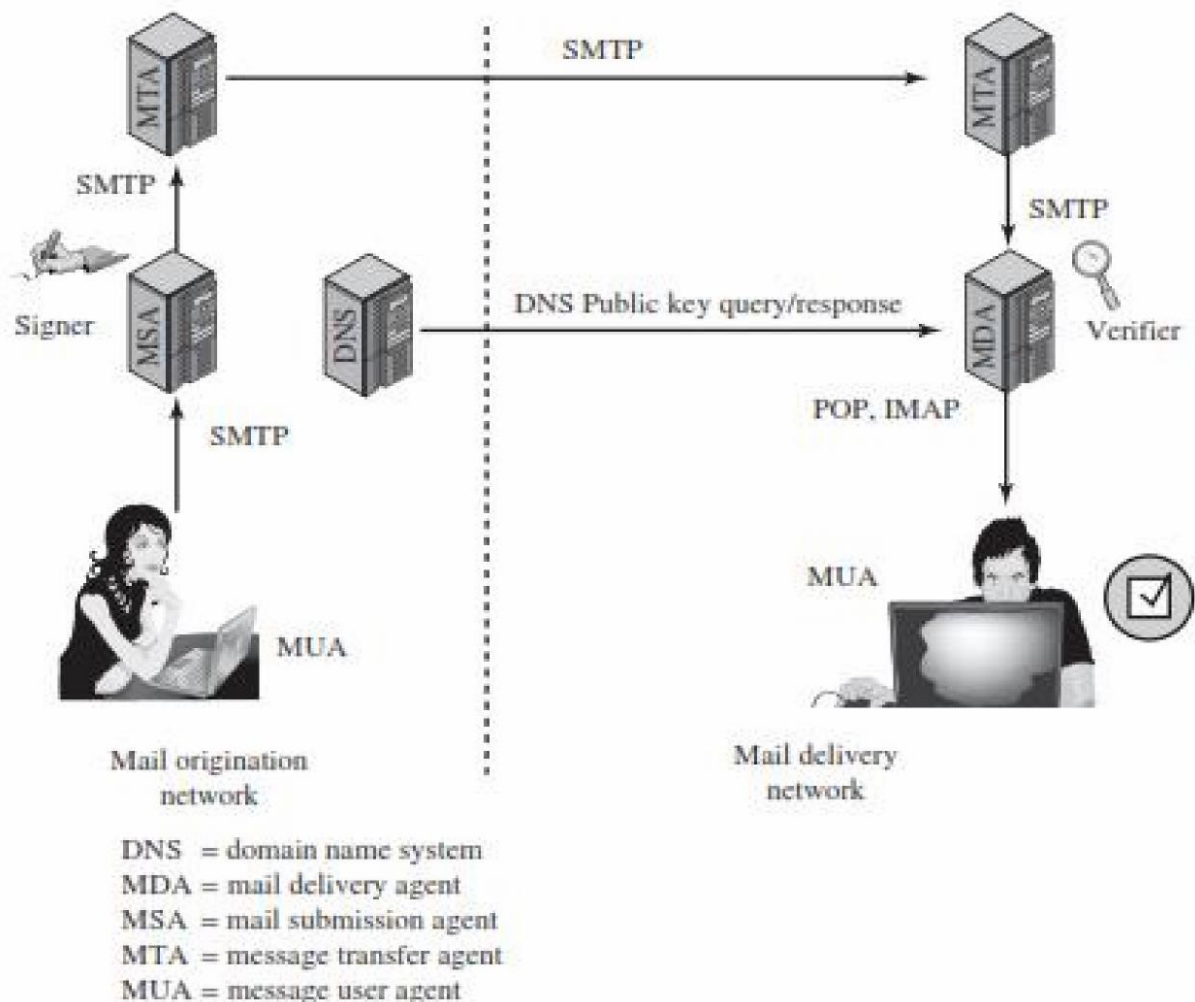 MTA
SMTP
MTA
SMTP
SMTP
Signer
MSA
DNS
DNS Public key query/response
MDA
Verifier
POP, IMAP
SMTP
MUA
MUA
Mail origination
network
Mail delivery
network
DNS = domain name system
MDA = mail delivery agent
MSA = mail submission agent
MTA = message transfer agent
MUA = message user agent